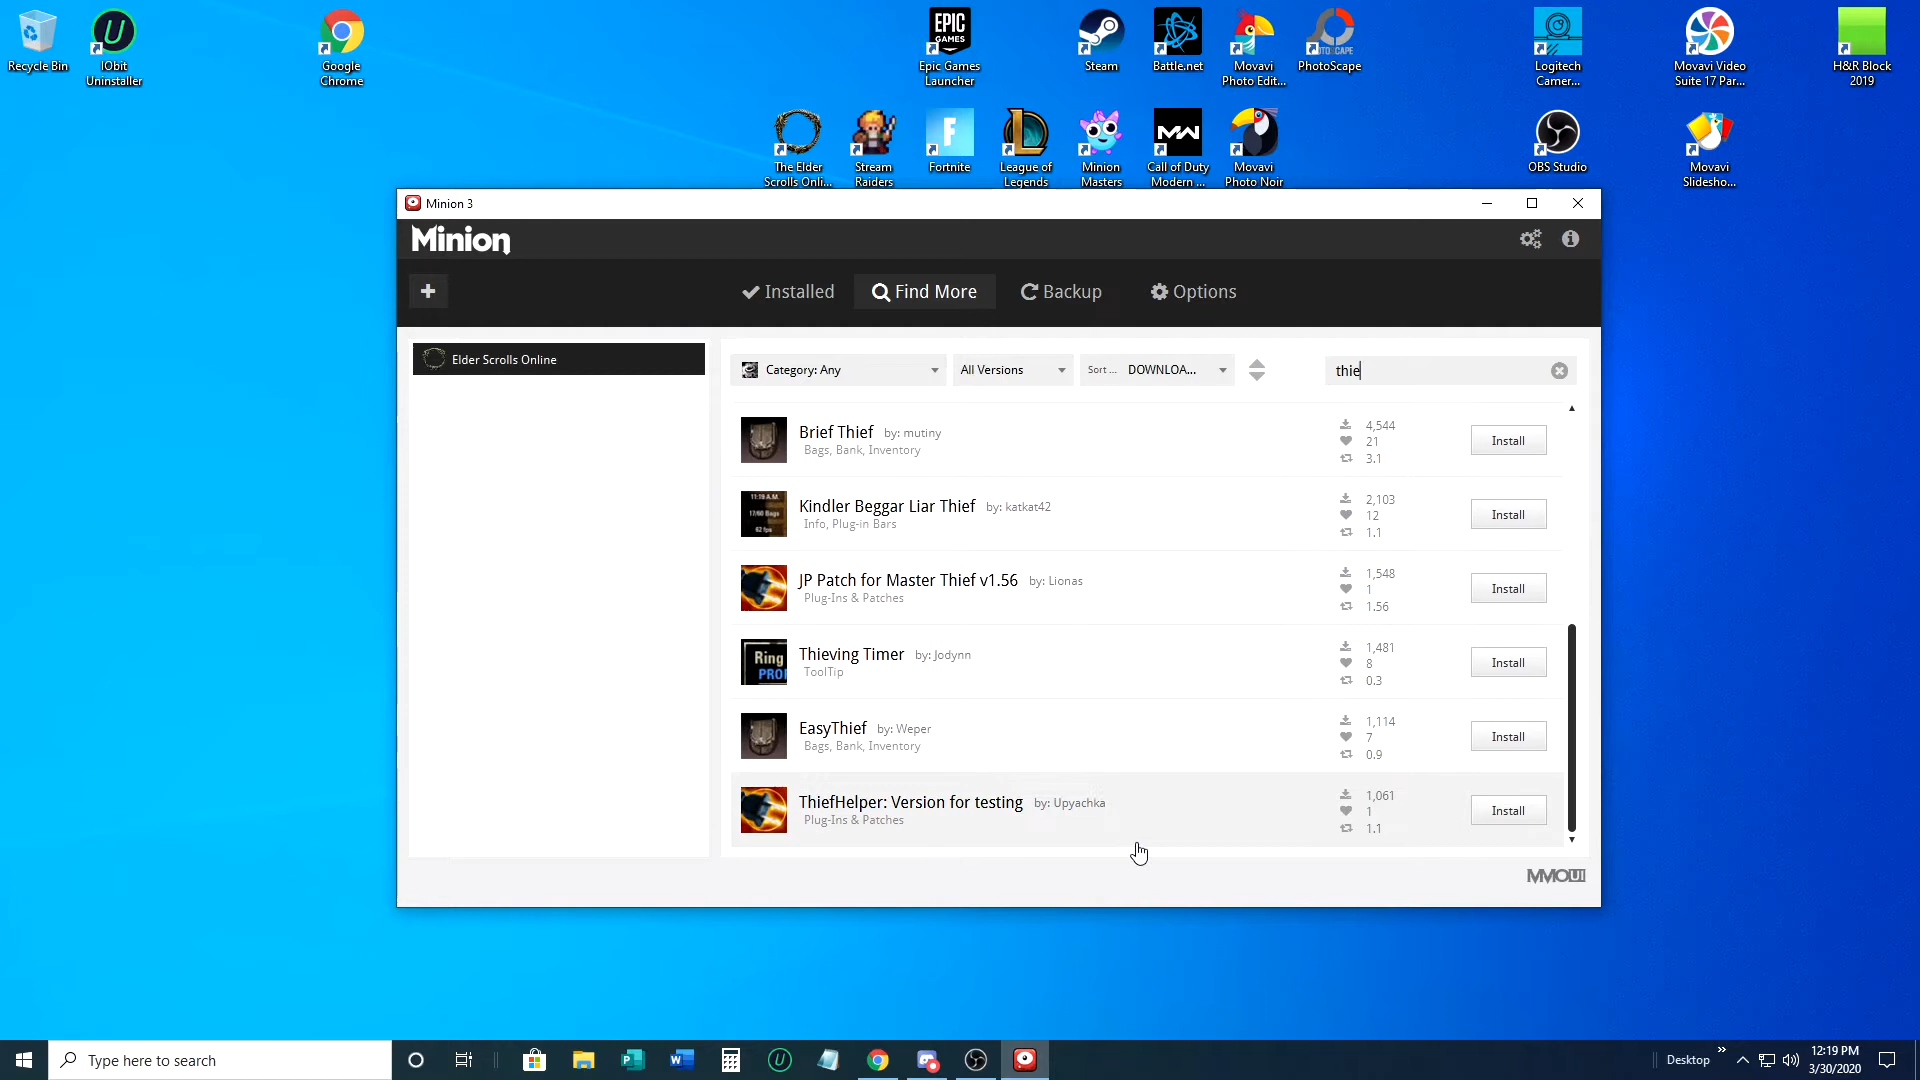 Recycle Bin
IObit
Uninstaller
Google
Chrome
EPIC
GAMES
Epic Games
Launcher
Steam
Battle.net
Movavi
Photo Edit...
PhotoScape
Logitech
Camer...
Movavi Video
Suite 17 Par...
H&R Block
2019
The Elder
Scrolls Onli...
Stream
Raiders
Fortnite
League of
Legends
Minion
Masters
Call of Duty
Modern ...
Movavi
Photo Noir
OBS Studio
Movavi
Slidesho...
Minion 3
Minion
+
Installed
Find More
Backup
Options
Elder Scrolls Online
Category: Any
All Versions
Sort ... DOWNLOA...
thie
Brief Thief by: mutiny
Bags, Bank, Inventory
4,544
21
3.1
Install
Kindler Beggar Liar Thief by: katkat42
Info, Plug-in Bars
2,103
12
1.1
Install
JP Patch for Master Thief v1.56 by: Lionas
Plug-Ins & Patches
1,548
1
1.56
Install
Thieving Timer by: Jodynn
ToolTip
1,481
8
0.3
Install
EasyThief by: Weper
Bags, Bank, Inventory
1,114
7
0.9
Install
ThiefHelper: Version for testing by: Upyachka
Plug-Ins & Patches
1,061
1
1.1
Install
MMOUI
Type here to search
Desktop
12:19 PM
3/30/2020